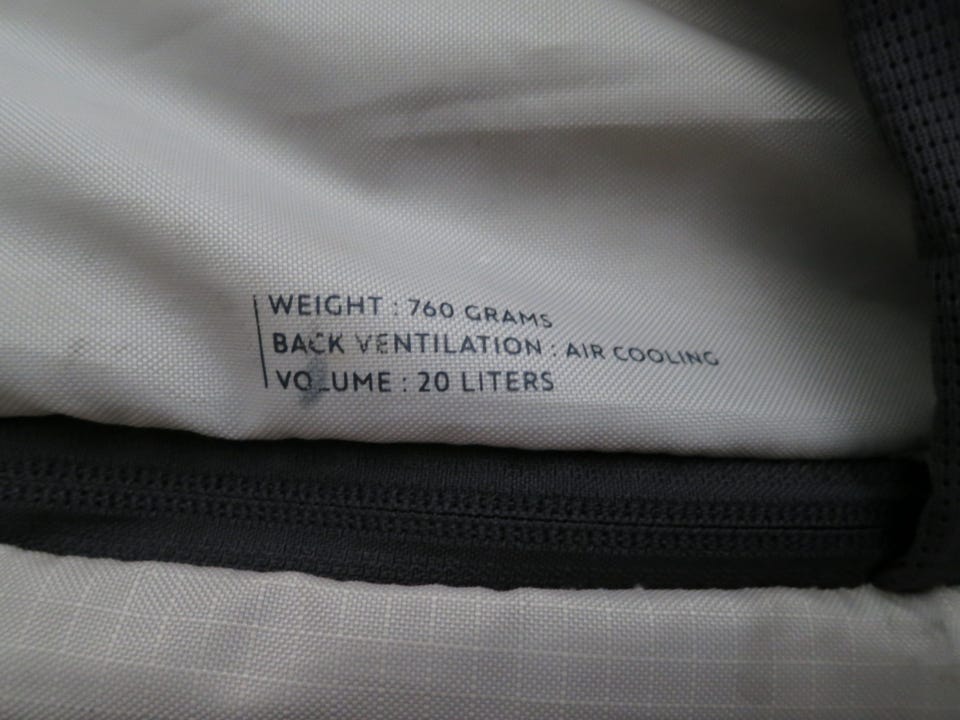 WEIGHT : 760 GRAMS
BACK VENTILATION : AIR COOLING
VOLUME : 20 LITERS